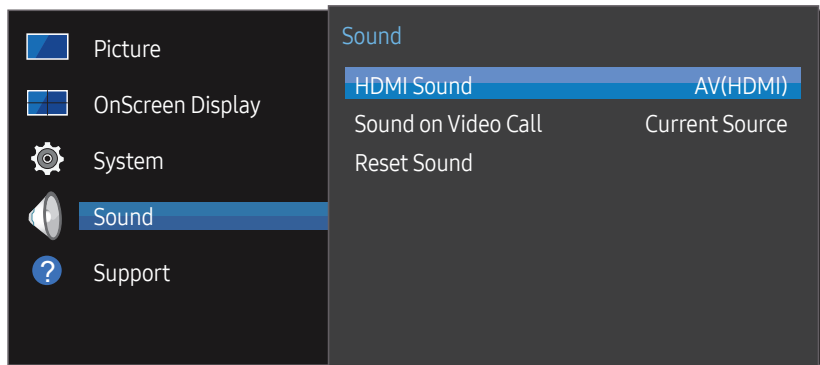 Picture
OnScreen Display
System
Sound
? Support
Sound
HDMI Sound AV(HDMI)
Sound on Video Call Current Source
Reset Sound